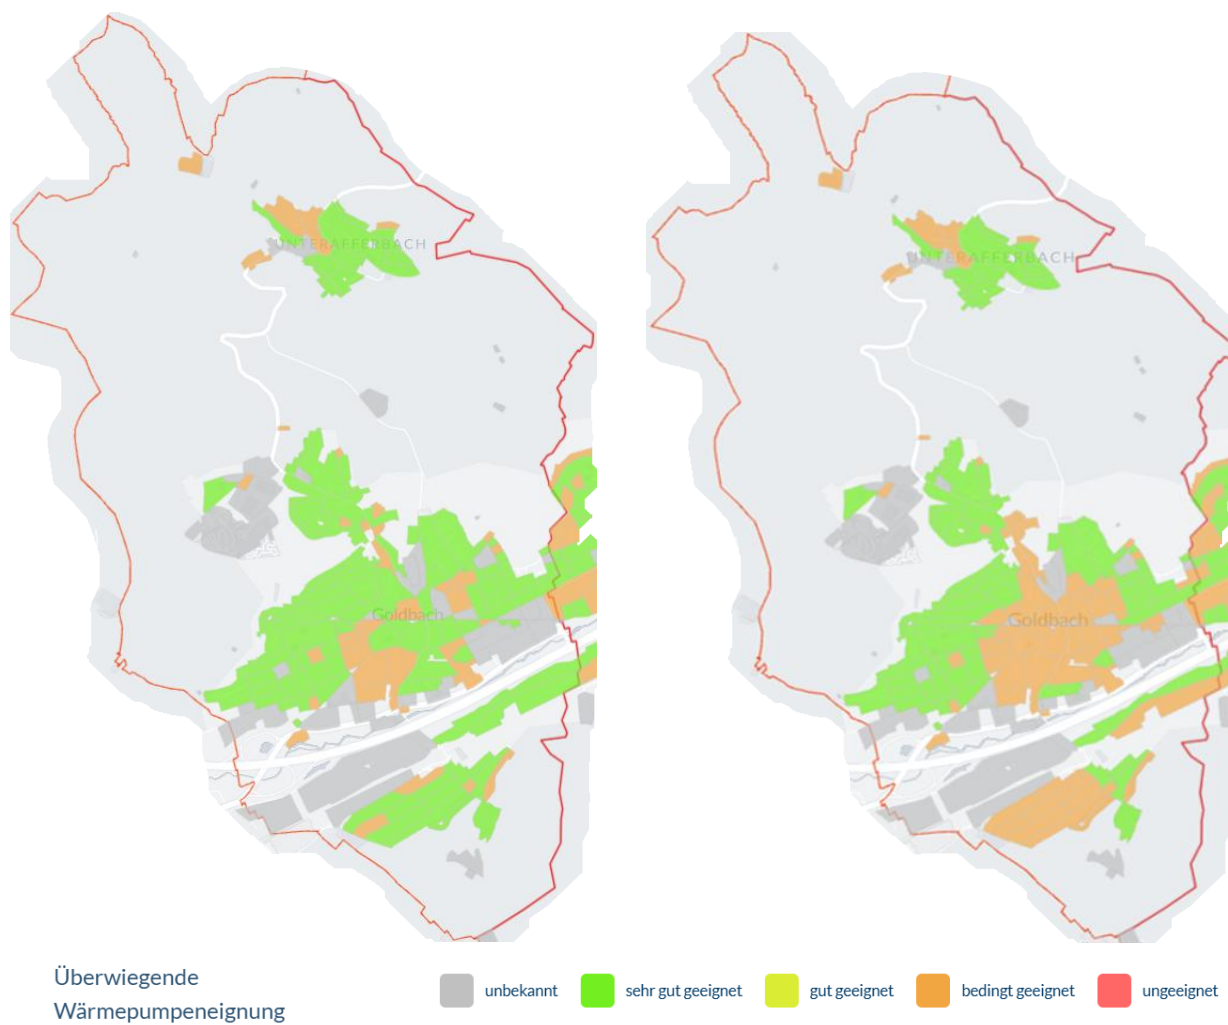 UNTERAFFERBACH
UNTERAFFERBACH
Goldbach
Goldbach
Überwiegende
Wärmepumpeneignung
unbekannt
sehr gut geeignet
gut geeignet
bedingt geeignet
ungeeignet